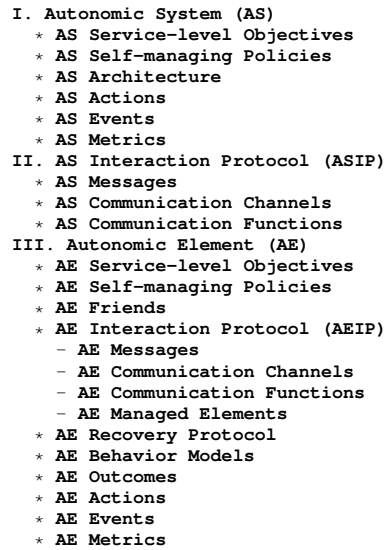 I. Autonomic System (AS)
* AS Service-level Objectives
* AS Self-managing Policies
* AS Architecture
* AS Actions
* AS Events
* AS Metrics
II. AS Interaction Protocol (ASIP)
* AS Messages
* AS Communication Channels
* AS Communication Functions
III. Autonomic Element (AE)
* AE Service-level Objectives
* AE Self-managing Policies
* AE Friends
* AE Interaction Protocol (AEIP)
- AE Messages
- AE Communication Channels
- AE Communication Functions
- AE Managed Elements
* AE Recovery Protocol
* AE Behavior Models
* AE Outcomes
* AE Actions
* AE Events
* AE Metrics